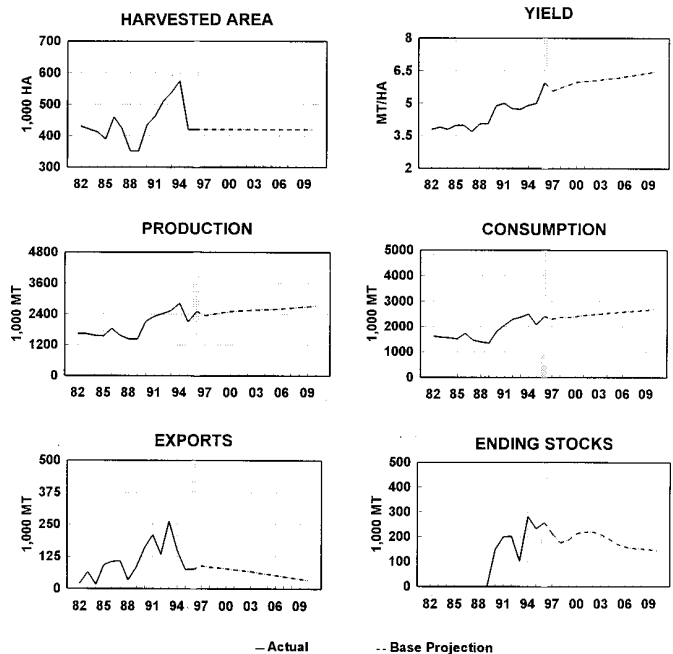 HARVESTED AREA
700
600
500
400
300
1,000 HA
82 85 88 91 94 97 00 03 06 09
YIELD
8
6.5
5
3.5
2
MT/HA
82 85 88 91 94 97 00 03 06 09
PRODUCTION
4800
3600
2400
1200
0
1,000 MT
82 85 88 91 94 97 00 03 06 09
CONSUMPTION
5000
4000
3000
2000
1000
0
1,000 MT
82 85 88 91 94 97 00 03 06 09
EXPORTS
500
375
250
125
0
1,000 MT
82 85 88 91 94 97 00 03 06 09
ENDING STOCKS
500
400
300
200
100
0
1,000 MT
82 85 88 91 94 97 00 03 06 09
— Actual
-- Base Projection